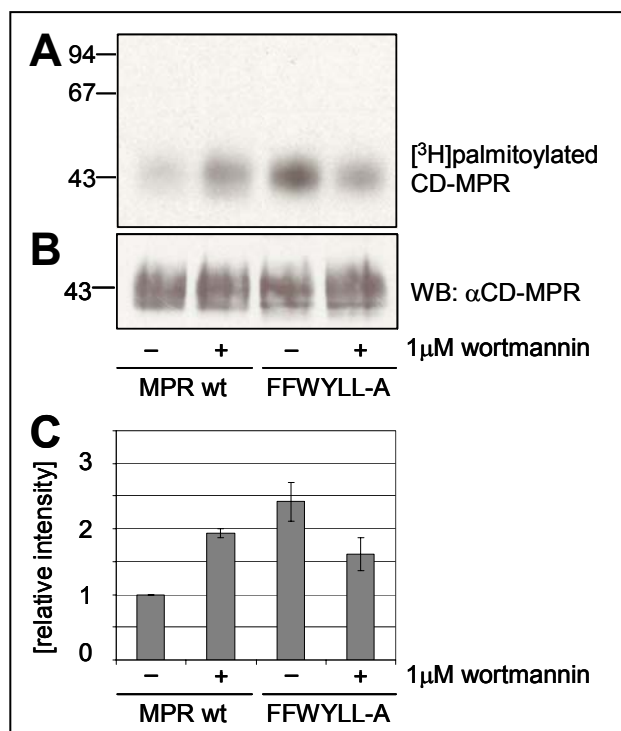 A
94
67
43
[³H]palmitoylated
CD-MPR
B
43
WB: αCD-MPR
– + – + 1μM wortmannin
MPR wt FFWYLL-A
C
[relative intensity]
3
2
1
0
– + – + 1μM wortmannin
MPR wt FFWYLL-A